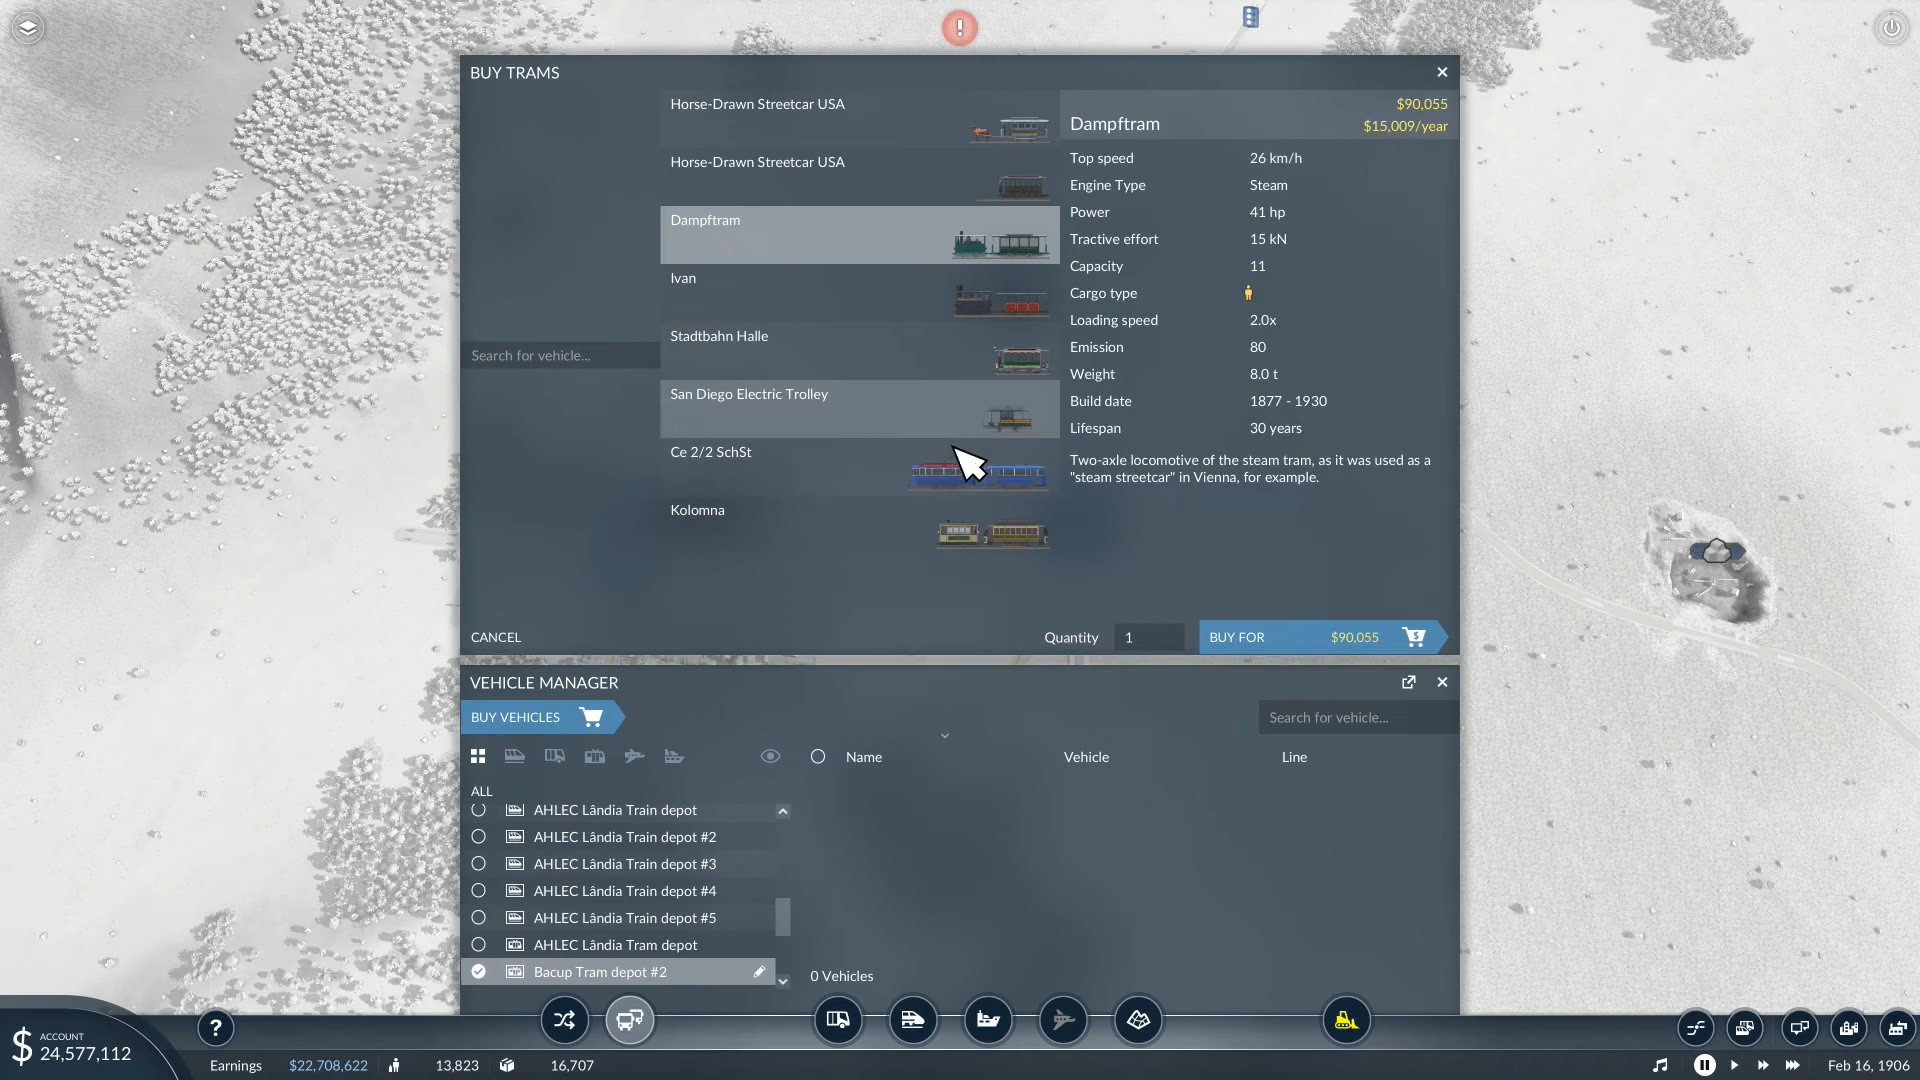 BUY TRAMS
Horse-Drawn Streetcar USA
Horse-Drawn Streetcar USA
Dampftram
Ivan
Stadtbahn Halle
San Diego Electric Trolley
Ce 2/2 SchSt
Kolomna
Search for vehicle...
$90,055
Dampftram
$15,009/year
Top speed 26 km/h
Engine Type Steam
Power 41 hp
Tractive effort 15 kN
Capacity 11
Cargo type
Loading speed 2.0x
Emission 80
Weight 8.0 t
Build date 1877 - 1930
Lifespan 30 years
Two-axle locomotive of the steam tram, as it was used as a
"steam streetcar" in Vienna, for example.
CANCEL
Quantity 1
BUY FOR $90,055
VEHICLE MANAGER
BUY VEHICLES
Search for vehicle...
Name Vehicle Line
ALL
AHLEC Lândia Train depot
AHLEC Lândia Train depot #2
AHLEC Lândia Train depot #3
AHLEC Lândia Train depot #4
AHLEC Lândia Train depot #5
AHLEC Lândia Tram depot
Bacup Tram depot #2
0 Vehicles
$ ACCOUNT
24,577,112
?
Earnings $22,708,622 13,823 16,707
Feb 16, 1906